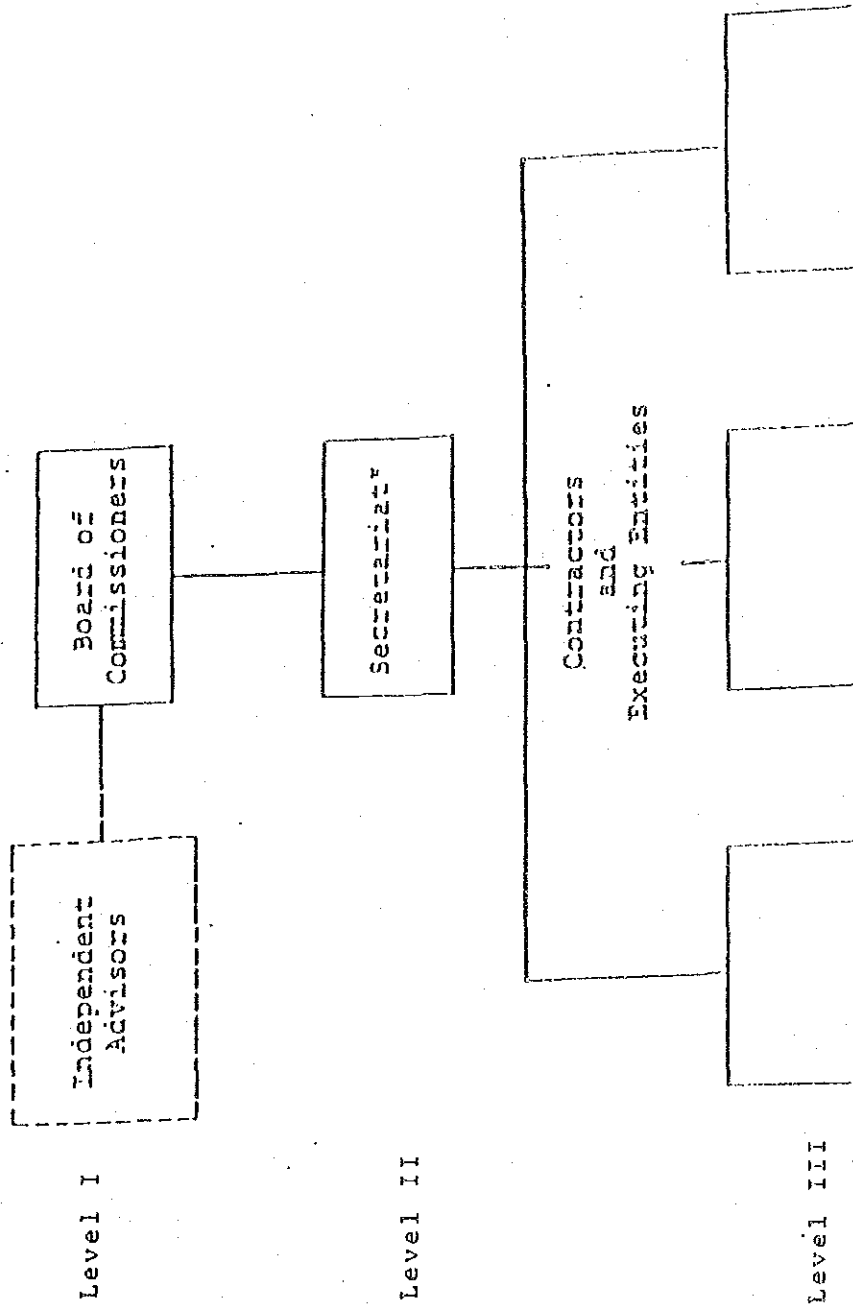 Level I
Independent
Advisors
Board of
Commissioners
Level II
Secretariat*
Contractors
and
Executing Entities
Level III